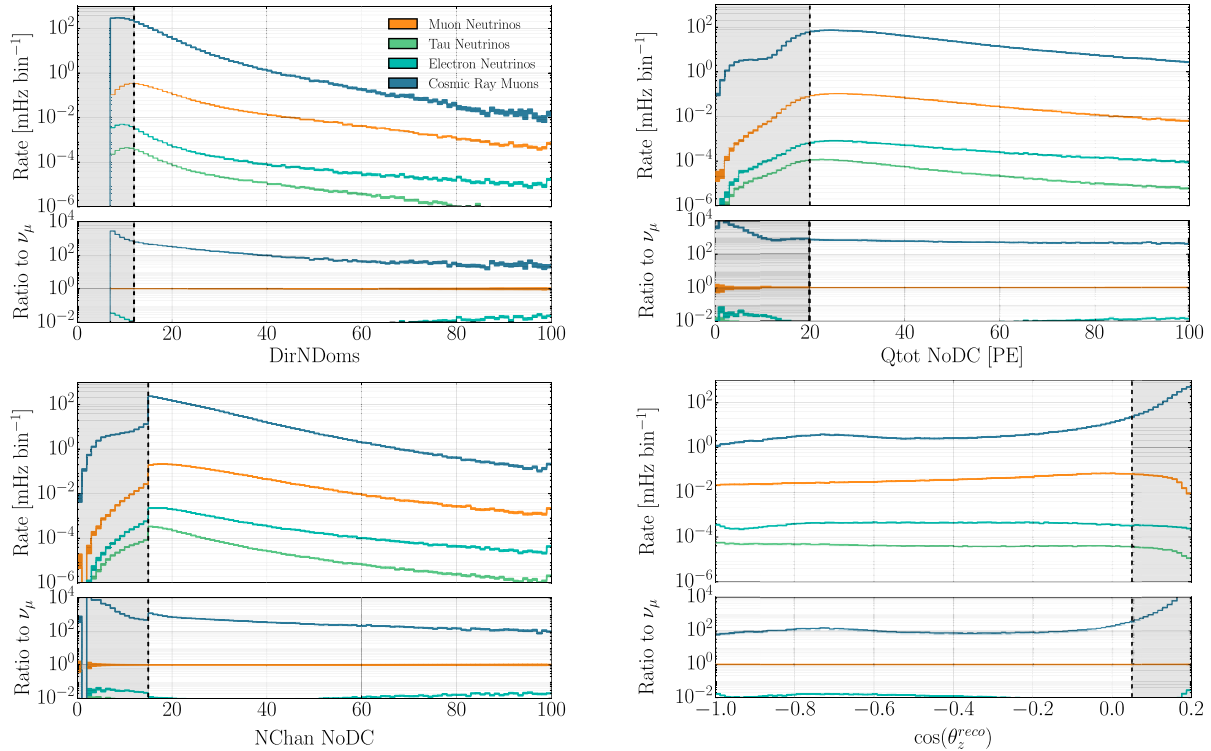 Rate [mHz bin⁻¹]
10²
10⁰
10⁻²
10⁻⁴
10⁻⁶
Muon Neutrinos
Tau Neutrinos
Electron Neutrinos
Cosmic Ray Muons
Ratio to νμ
10⁴
10²
10⁰
10⁻²
0 20 40 60 80 100
DirNDoms
Rate [mHz bin⁻¹]
10²
10⁰
10⁻²
10⁻⁴
10⁻⁶
Ratio to νμ
10⁴
10²
10⁰
10⁻²
0 20 40 60 80 100
Qtot NoDC [PE]
Rate [mHz bin⁻¹]
10²
10⁰
10⁻²
10⁻⁴
10⁻⁶
Ratio to νμ
10⁴
10²
10⁰
10⁻²
0 20 40 60 80 100
NChan NoDC
Rate [mHz bin⁻¹]
10²
10⁰
10⁻²
10⁻⁴
10⁻⁶
Ratio to νμ
10⁴
10²
10⁰
10⁻²
−1.0 −0.8 −0.6 −0.4 −0.2 0.0 0.2
cos(θ_z^reco)